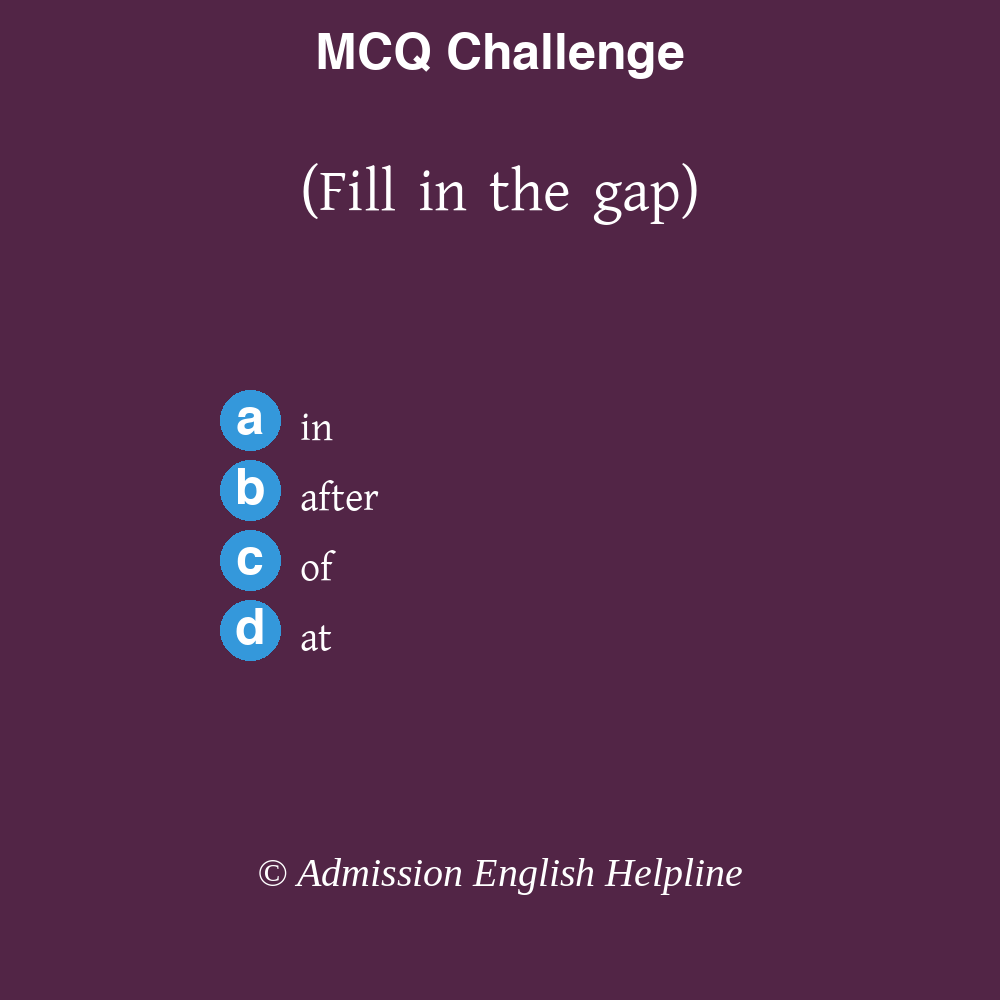 MCQ Challenge
(Fill in the gap)
a in
b after
c of
d at
© Admission English Helpline